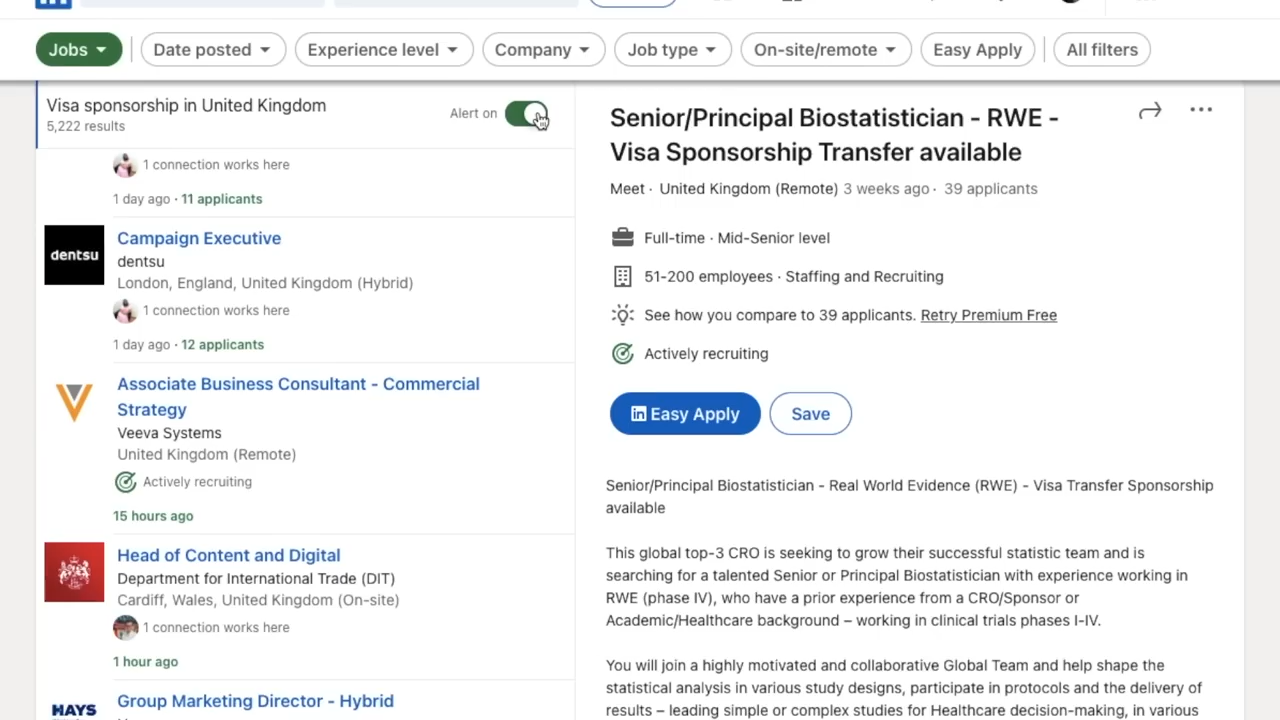 Jobs
Date posted
Experience level
Company
Job type
On-site/remote
Easy Apply
All filters
Visa sponsorship in United Kingdom
5,222 results
Alert on
1 connection works here
1 day ago · 11 applicants
dentsu
Campaign Executive
dentsu
London, England, United Kingdom (Hybrid)
1 connection works here
1 day ago · 12 applicants
Associate Business Consultant - Commercial
Strategy
Veeva Systems
United Kingdom (Remote)
Actively recruiting
15 hours ago
Head of Content and Digital
Department for International Trade (DIT)
Cardiff, Wales, United Kingdom (On-site)
1 connection works here
1 hour ago
HAYS
Group Marketing Director - Hybrid
Senior/Principal Biostatistician - RWE -
Visa Sponsorship Transfer available
Meet · United Kingdom (Remote) 3 weeks ago · 39 applicants
Full-time · Mid-Senior level
51-200 employees · Staffing and Recruiting
See how you compare to 39 applicants. Retry Premium Free
Actively recruiting
in Easy Apply
Save
Senior/Principal Biostatistician - Real World Evidence (RWE) - Visa Transfer Sponsorship
available
This global top-3 CRO is seeking to grow their successful statistic team and is
searching for a talented Senior or Principal Biostatistician with experience working in
RWE (phase IV), who have a prior experience from a CRO/Sponsor or
Academic/Healthcare background – working in clinical trials phases I-IV.
You will join a highly motivated and collaborative Global Team and help shape the
statistical analysis in various study designs, participate in protocols and the delivery of
results – leading simple or complex studies for Healthcare decision-making, in various